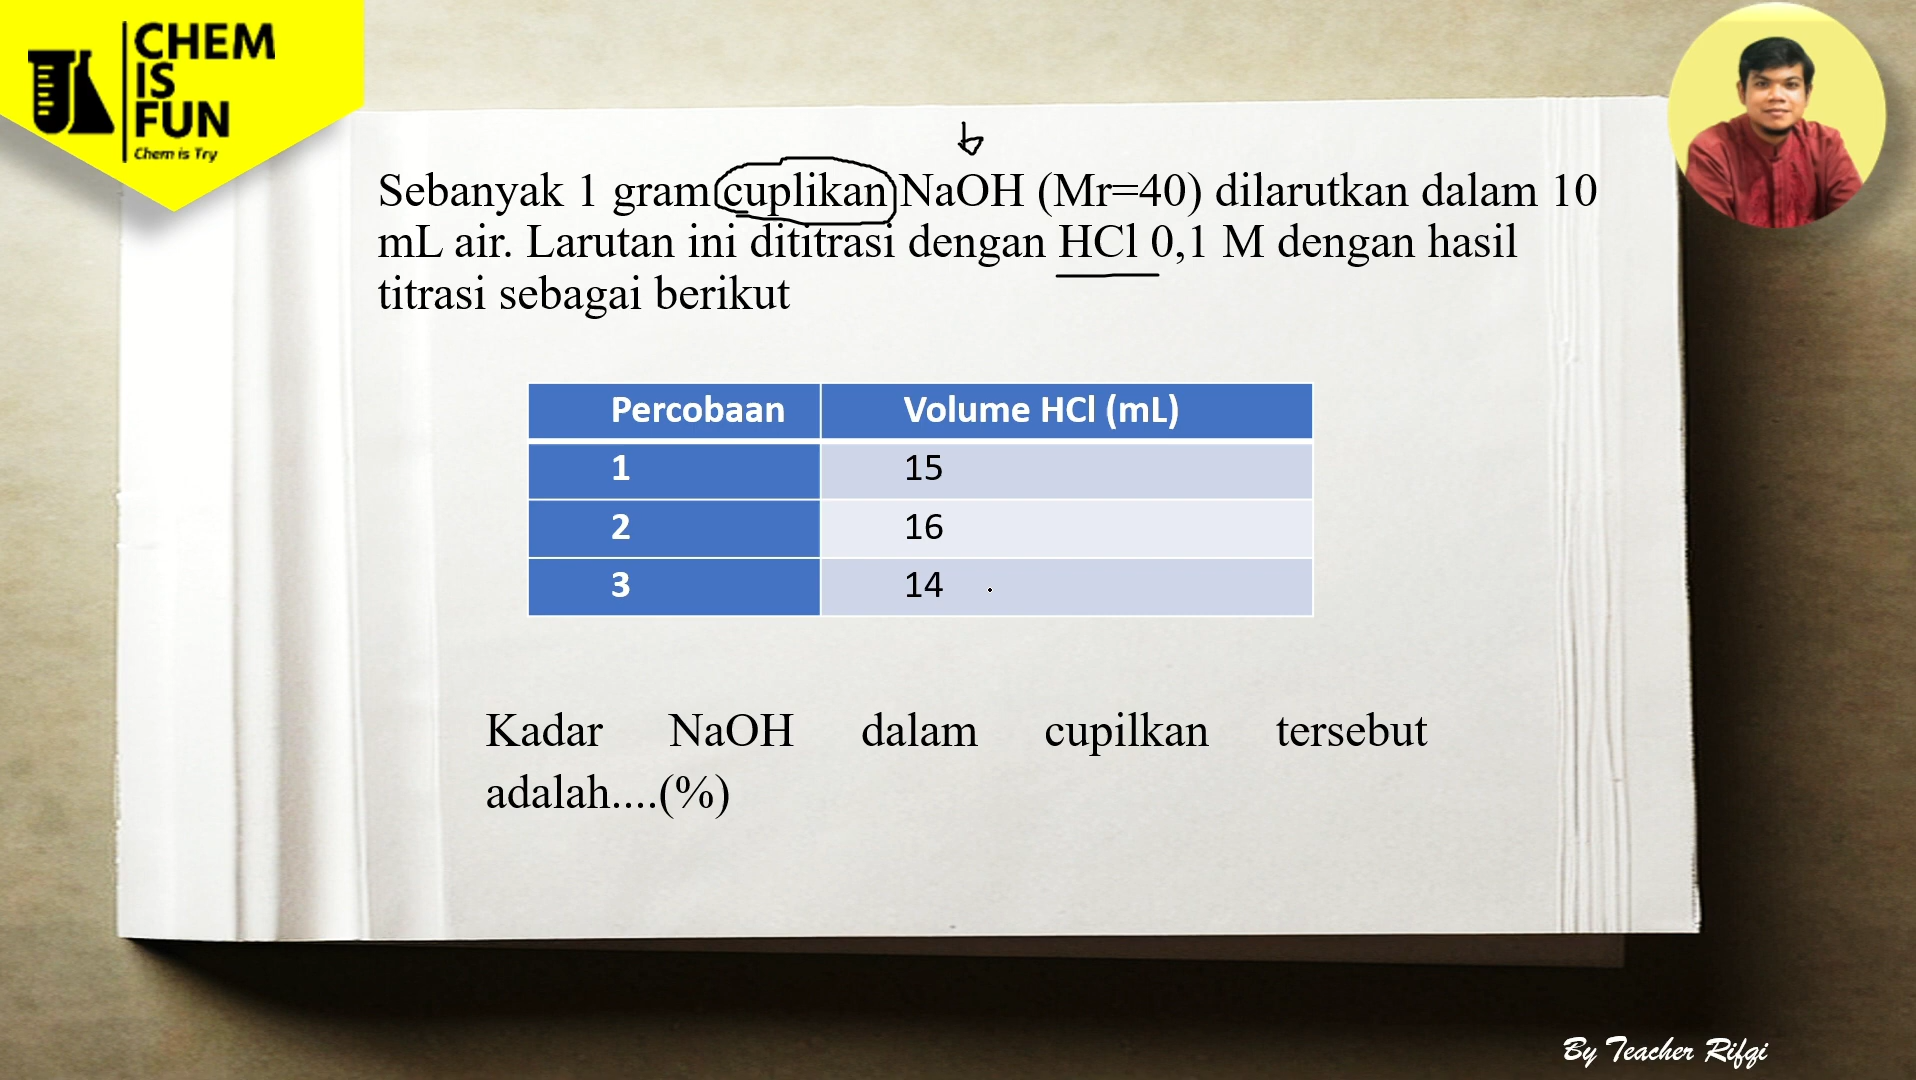 CHEM
IS
FUN
Chem is Try
Sebanyak 1 gram cuplikan NaOH (Mr=40) dilarutkan dalam 10
mL air. Larutan ini dititrasi dengan HCl 0,1 M dengan hasil
titrasi sebagai berikut
Percobaan Volume HCl (mL)
1 15
2 16
3 14
Kadar NaOH dalam cupilkan tersebut
adalah....(%)
By Teacher Rifqi